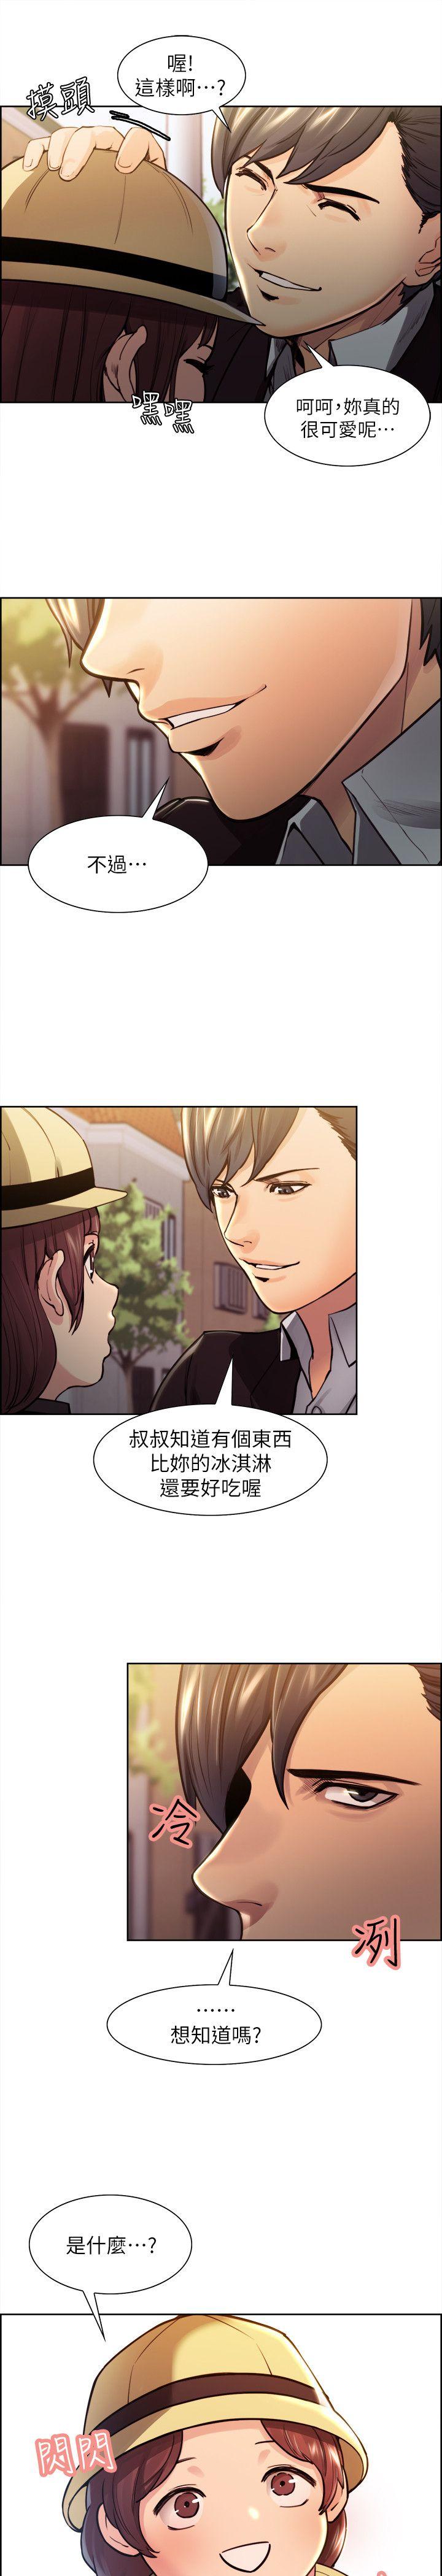 喔!
這樣啊⋯?
摸頭
嘿嘿
呵呵,妳真的
很可愛呢⋯
不過⋯
叔叔知道有個東西
比妳的冰淇淋
還要好吃喔
冷
冽
⋯⋯
想知道嗎?
是什麼⋯?
閃閃